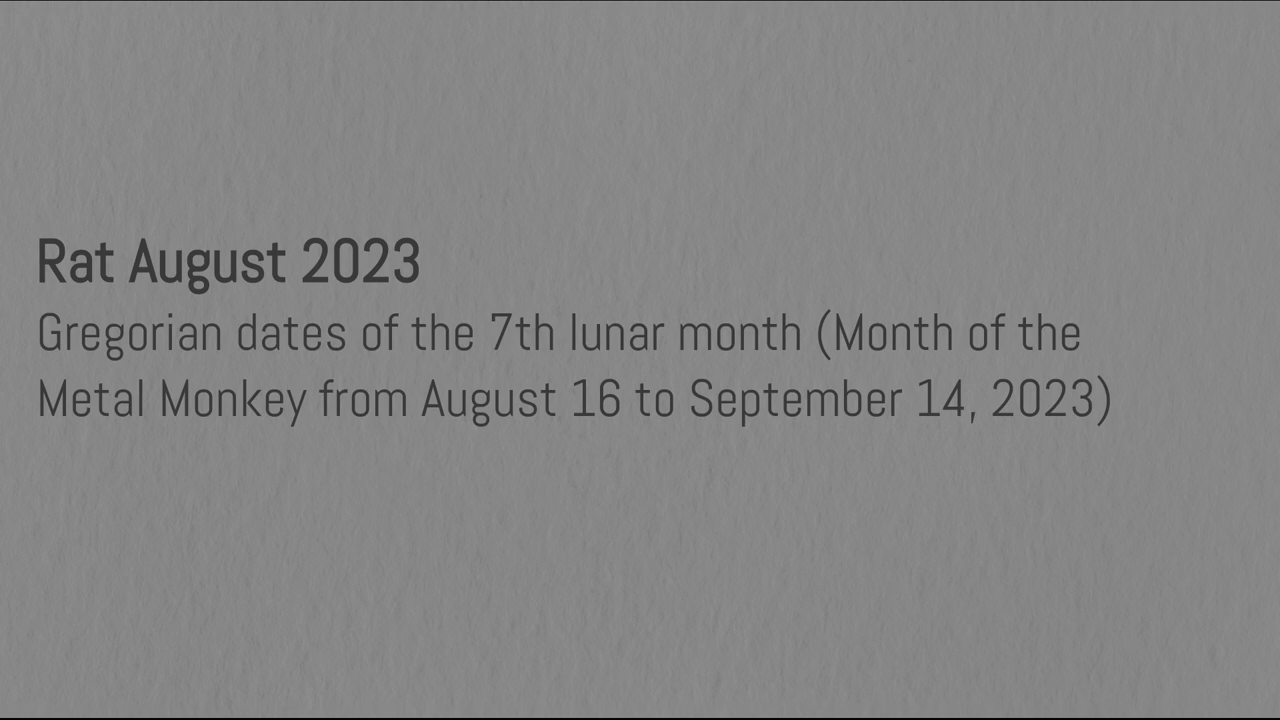 Rat August 2023
Gregorian dates of the 7th lunar month (Month of the
Metal Monkey from August 16 to September 14, 2023)